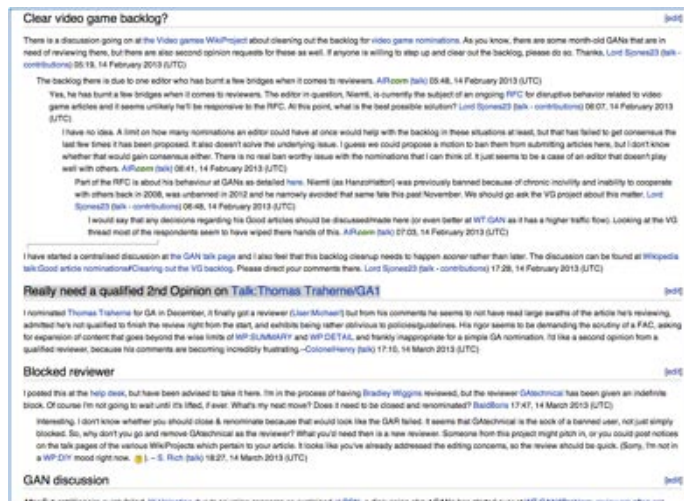 Clear video game backlog? [edit]
There is a discussion going on at the Video games WikiProject about cleaning out the backlog for video game nominations. As you know, there are some month-old GANs that are in
need of reviewing there, but there are also second opinion requests for these as well. If anyone is willing to step up and clear out the backlog, please do so. Thanks, Lord Sjones23 (talk -
contributions) 05:19, 14 February 2013 (UTC)
The backlog there is due to one editor who has burnt a few bridges when it comes to reviewers. AIRcorn (talk) 05:48, 14 February 2013 (UTC)
Yes, he has burnt a few bridges when it comes to reviewers. The editor in question, Niemti, is currently the subject of an ongoing RFC for disruptive behavior related to video
game articles and it seems unlikely he'll be responsive to the RFC. At this point, what is the best possible solution? Lord Sjones23 (talk - contributions) 06:07, 14 February 2013
(UTC)
I have no idea. A limit on how many nominations an editor could have at once would help with the backlog in these situations at least, but that has failed to get consensus the
last few times it has been proposed. It also doesn't solve the underlying issue. I guess we could propose a motion to ban them from submitting articles here, but I don't know
whether that would gain consensus either. There is no real ban worthy issue with the nominations that I can think of. It just seems to be a case of an editor that doesn't play
well with others. AIRcorn (talk) 06:41, 14 February 2013 (UTC)
Part of the RFC is about his behaviour at GANs as detailed here. Niemti (as HanzoHattori) was previously banned because of chronic incivility and inability to cooperate
with others back in 2008, was unbanned in 2012 and he narrowly avoided that same fate this past November. We should go ask the VG project about this matter. Lord
Sjones23 (talk - contributions) 06:48, 14 February 2013 (UTC)
I would say that any decisions regarding his Good articles should be discussed/made here (or even better at WT:GAN as it has a higher traffic flow). Looking at the VG
thread most of the respondents seem to have wiped there hands of this. AIRcorn (talk) 07:03, 14 February 2013 (UTC)
I have started a centralised discussion at the GAN talk page and I also feel that this backlog cleanup needs to happen sooner rather than later. The discussion can be found at Wikipedia
talk:Good article nominations#Clearing out the VG backlog. Please direct your comments there. Lord Sjones23 (talk - contributions) 17:28, 14 February 2013 (UTC)
Really need a qualified 2nd Opinion on Talk:Thomas Traherne/GA1 [edit]
I nominated Thomas Traherne for GA in December, it finally got a reviewer (User:Michael!) but from his comments he seems to not have read large swaths of the article he's reviewing,
admitted he's not qualified to finish the review right from the start, and exhibits being rather oblivious to policies/guidelines. His rigor seems to be demanding the scrutiny of a FAC, asking
for expansion of content that goes beyond the wise limits of WP:SUMMARY and WP:DETAIL, and frankly inappropriate for a simple GA nomination. I'd like a second opinion from a
qualified reviewer, because his comments are becoming incredibly frustrating.--ColonelHenry (talk) 17:10, 14 March 2013 (UTC)
Blocked reviewer [edit]
I posted this at the help desk, but have been advised to take it here. I'm in the process of having Bradley Wiggins reviewed, but the reviewer GAtechnical has been given an indefinite
block. Of course I'm not going to wait until it's lifted, if ever. What's my next move? Does it need to be closed and renominated? BaldBoris 17:47, 14 March 2013 (UTC)
Interesting. I don't know whether you should close & renominate because that would look like the GAR failed. It seems that GAtechnical is the sock of a banned user, not just simply
blocked. So, why don't you go and remove GAtechnical as the reviewer? What you'd need then is a new reviewer. Someone from this project might pitch in, or you could post notices
on the talk pages of the various WikiProjects which pertain to your article. It looks like you've already addressed the editing concerns, so the review should be quick. (Sorry, I'm not in
a WP:DIY mood right now. ). – S. Rich (talk) 18:27, 14 March 2013 (UTC)
GAN discussion [edit]